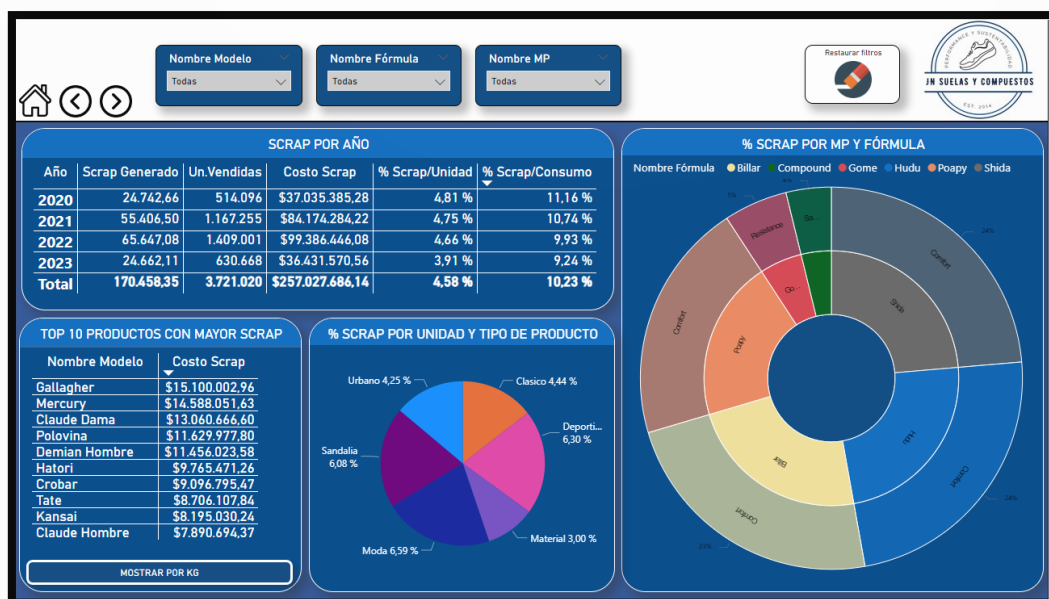 Nombre Modelo
Todas
Nombre Fórmula
Todas
Nombre MP
Todas
Restaurar filtros
PERFORMANCE Y SUSTENTABILIDAD
JN SUELAS Y COMPUESTOS
EST. 2014
SCRAP POR AÑO
Año Scrap Generado Un.Vendidas Costo Scrap % Scrap/Unidad % Scrap/Consumo
2020 24.742,66 514.096 $37.035.385,28 4,81 % 11,16 %
2021 55.406,50 1.167.255 $84.174.284,22 4,75 % 10,74 %
2022 65.647,08 1.409.001 $99.386.446,08 4,66 % 9,93 %
2023 24.662,11 630.668 $36.431.570,56 3,91 % 9,24 %
Total 170.458,35 3.721.020 $257.027.686,14 4,58 % 10,23 %
TOP 10 PRODUCTOS CON MAYOR SCRAP
Nombre Modelo Costo Scrap
Gallagher $15.100.002,96
Mercury $14.588.051,63
Claude Dama $13.060.666,60
Polovina $11.629.977,80
Demian Hombre $11.456.023,58
Hatori $9.765.471,26
Crobar $9.096.795,47
Tate $8.706.107,84
Kansai $8.195.030,24
Claude Hombre $7.890.694,37
MOSTRAR POR KG
% SCRAP POR UNIDAD Y TIPO DE PRODUCTO
Urbano 4,25 %
Clasico 4,44 %
Deporti...
6,30 %
Sandalia
6,08 %
Material 3,00 %
Moda 6,59 %
% SCRAP POR MP Y FÓRMULA
Nombre Fórmula Billar Compound Gome Hudu Poapy Shida
5%
Resistance
So...
24%
Comfort
Comfort
Go...
Shida
Poapy
Billar
Hudu
Comfort
Comfort
24%